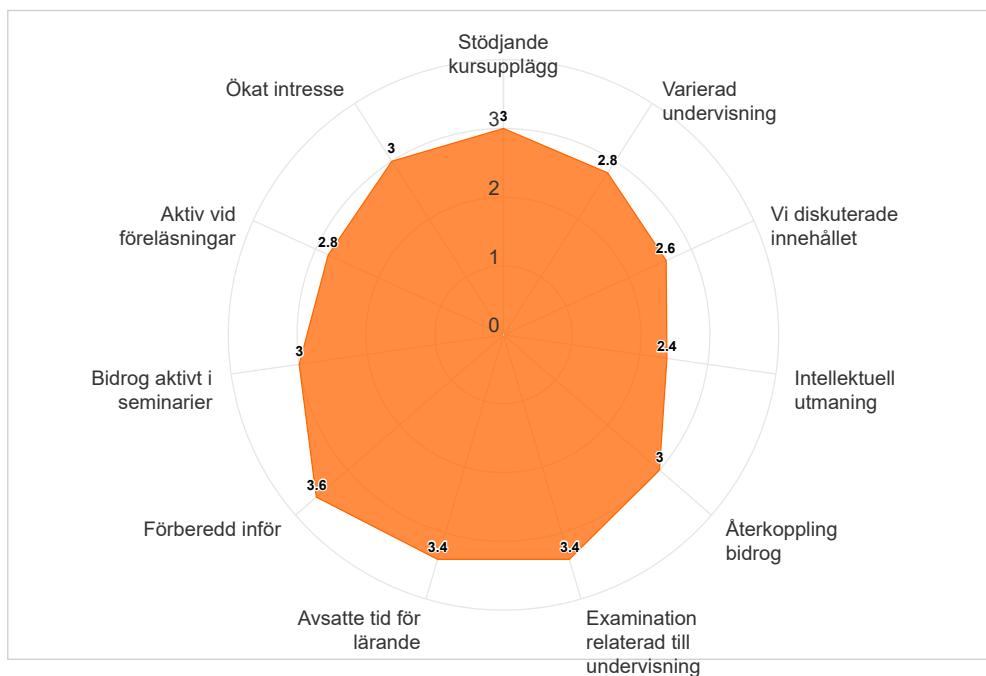 Stödjande
kursupplägg
Ökat intresse
Varierad
undervisning
3
3
3
2.8
2
Aktiv vid
föreläsningar
Vi diskuterade
innehållet
2.8
2.6
1
0
3
2.4
Bidrog aktivt i
seminarier
Intellektuell
utmaning
3
3.6
Förberedd inför
Återkoppling
bidrog
3.4
3.4
Avsatte tid för
lärande
Examination
relaterad till
undervisning